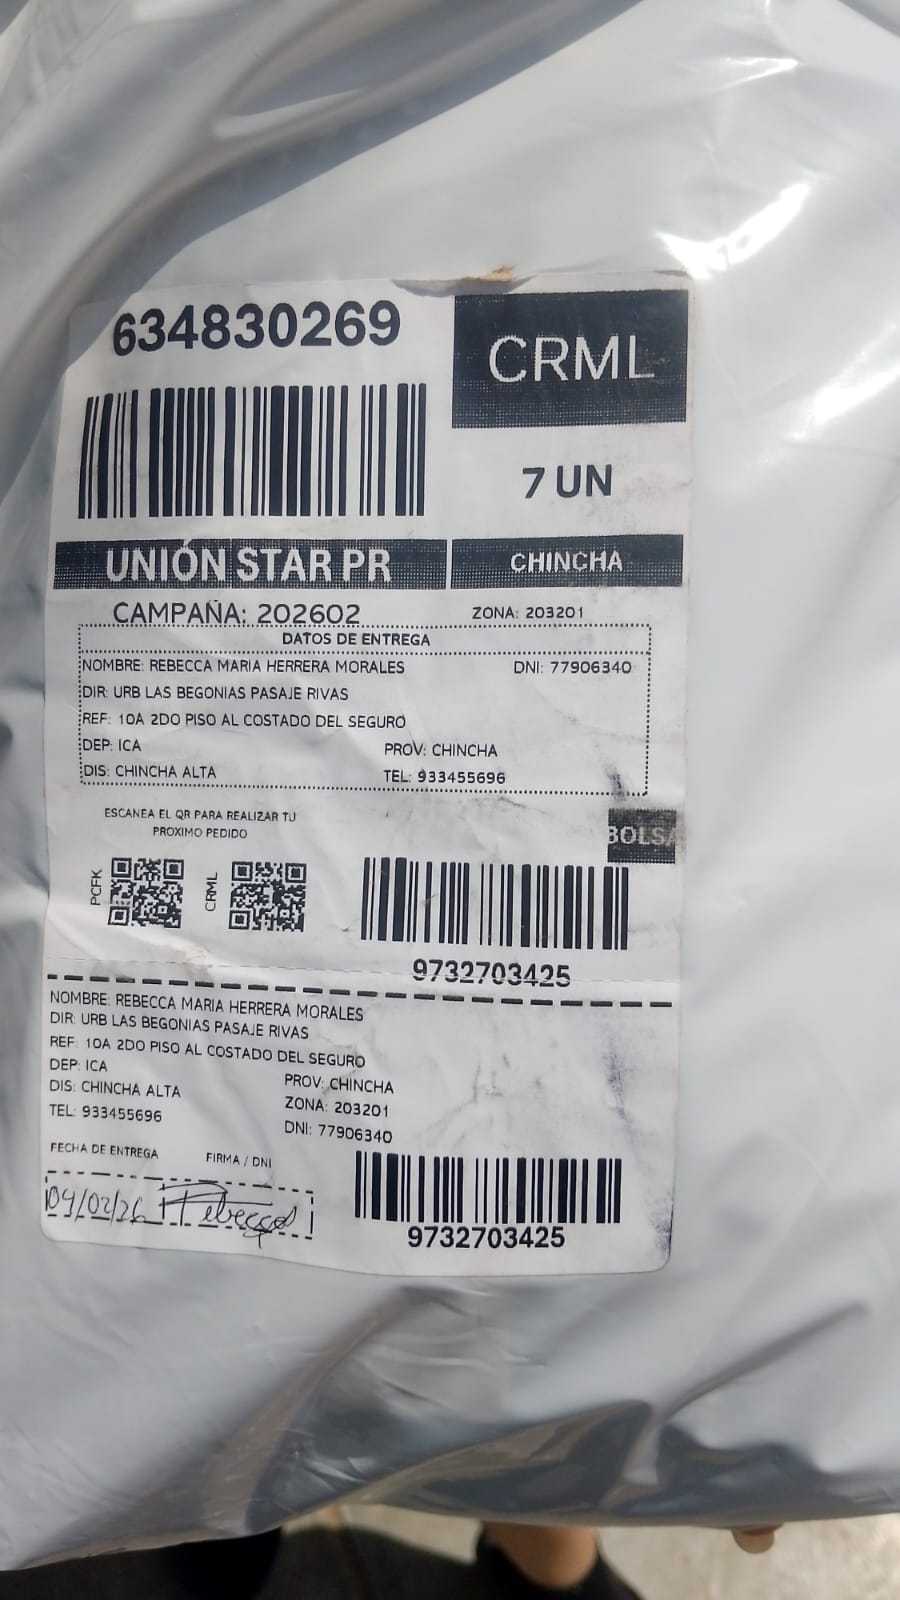 634830269
CRML
7 UN
UNIÓN STAR PR
CHINCHA
CAMPAÑA: 202602
ZONA: 203201
DATOS DE ENTREGA
NOMBRE: REBECCA MARIA HERRERA MORALES DNI: 77906340
DIR: URB LAS BEGONIAS PASAJE RIVAS
REF: 10A 2DO PISO AL COSTADO DEL SEGURO
DEP: ICA PROV: CHINCHA
DIS: CHINCHA ALTA TEL: 933455696
ESCANEA EL QR PARA REALIZAR TU
PROXIMO PEDIDO
BOLSA
PCFK
CRML
9732703425
NOMBRE: REBECCA MARIA HERRERA MORALES
DIR: URB LAS BEGONIAS PASAJE RIVAS
REF: 10A 2DO PISO AL COSTADO DEL SEGURO
DEP: ICA PROV: CHINCHA
DIS: CHINCHA ALTA ZONA: 203201
TEL: 933455696 DNI: 77906340
FECHA DE ENTREGA FIRMA / DNI
09/02/26 Rebecca
9732703425